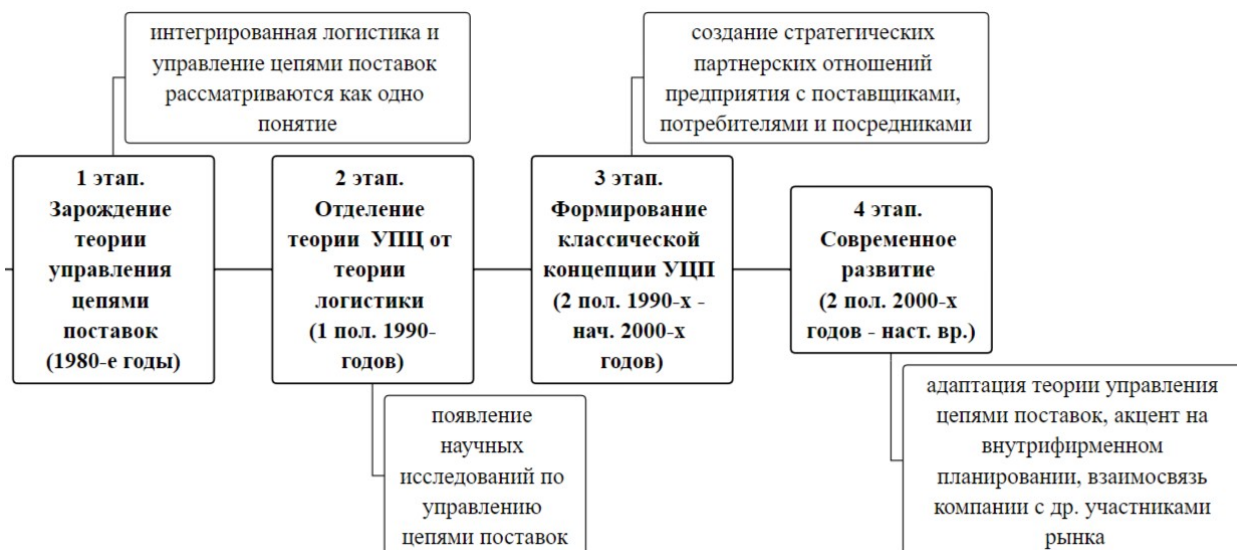 интегрированная логистика и
управление цепями поставок
рассматриваются как одно
понятие
создание стратегических
партнерских отношений
предприятия с поставщиками,
потребителями и посредниками
1 этап.
Зарождение
теории
управления
цепями
поставок
(1980-е годы)
2 этап.
Отделение
теории УПЦ от
теории
логистики
(1 пол. 1990-
годов)
3 этап.
Формирование
классической
концепции УЦП
(2 пол. 1990-х -
нач. 2000-х
годов)
4 этап.
Современное
развитие
(2 пол. 2000-х
годов - наст. вр.)
появление
научных
исследований по
управлению
цепями поставок
адаптация теории управления
цепями поставок, акцент на
внутрифирменном
планировании, взаимосвязь
компании с др. участниками
рынка